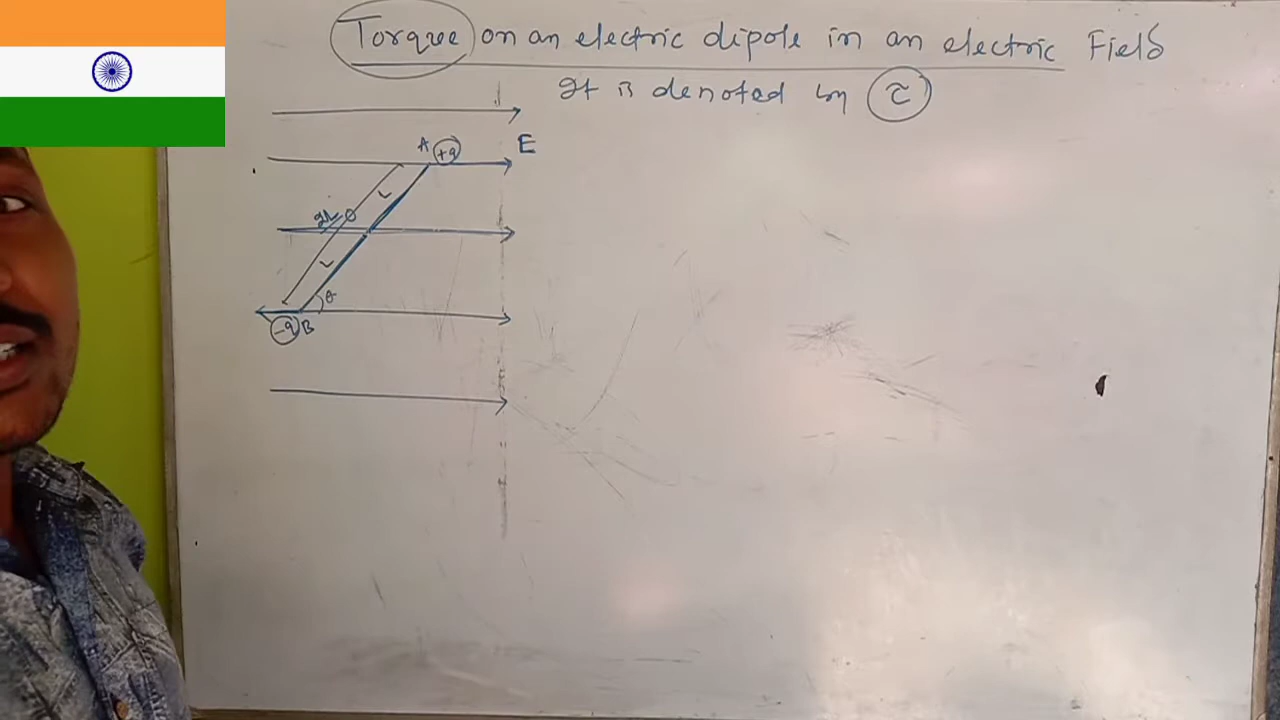 Torque on an electric dipole in an electric Field
It is denoted by τ
A +q E
2L θ L
L
θ
-q B